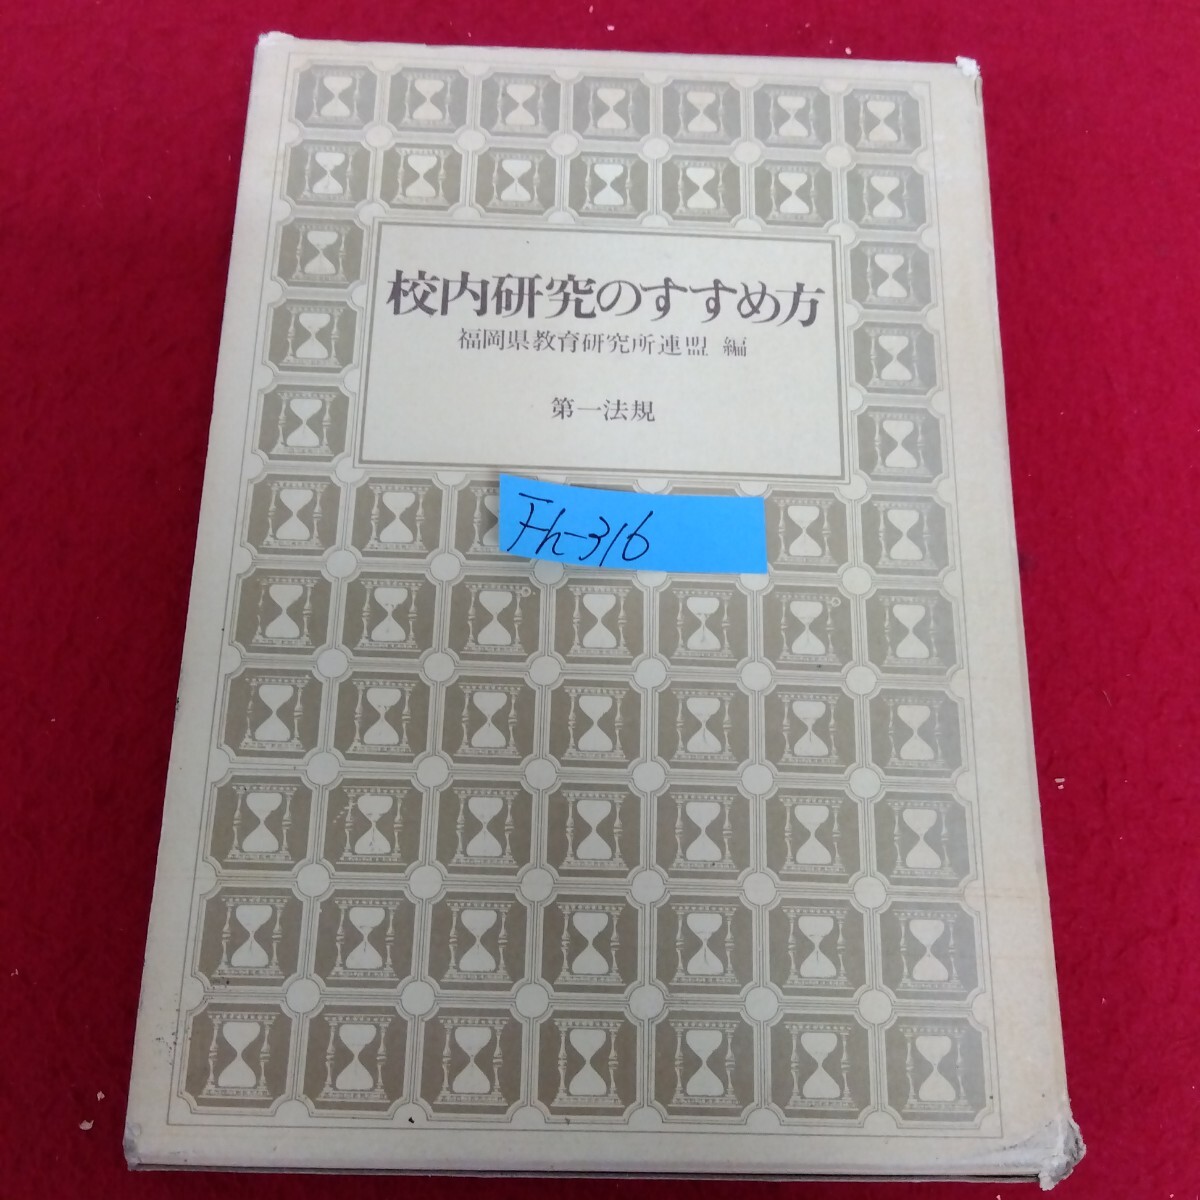 校内研究のすすめ方
福岡県教育研究所連盟 編
第一法規
Fh-316